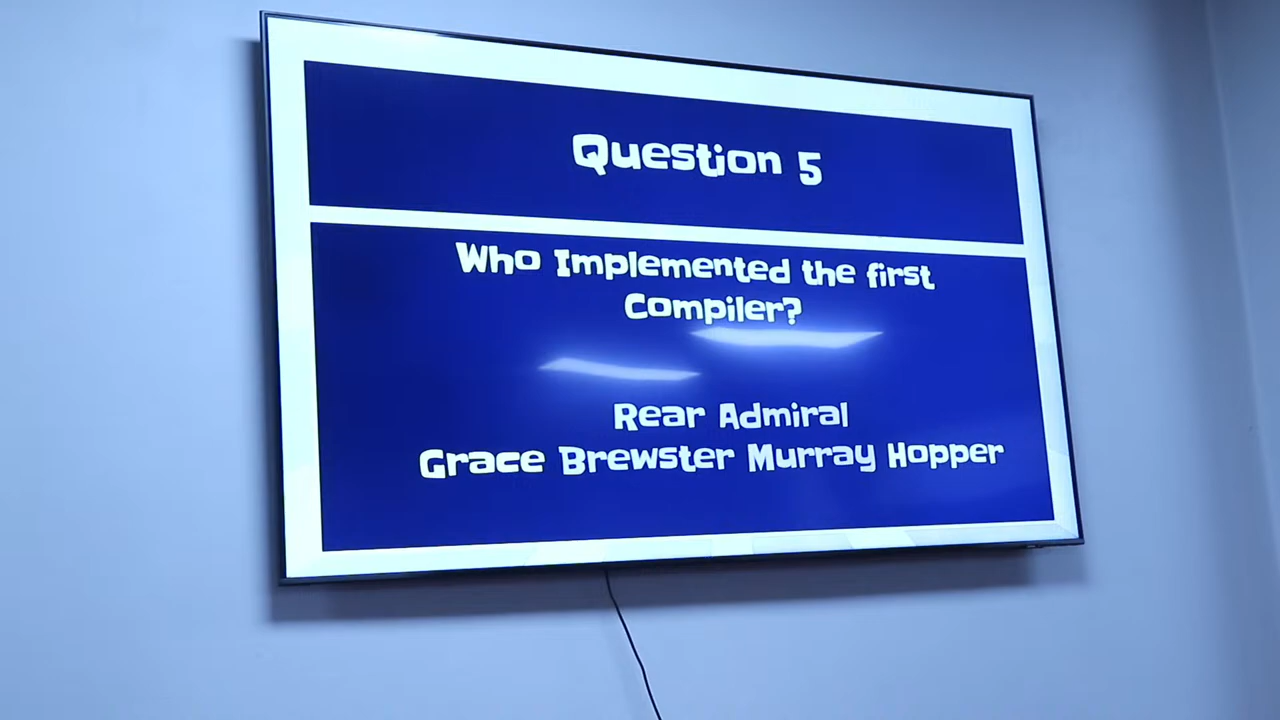 Question 5
Who Implemented the first
Compiler?
Rear Admiral
Grace Brewster Murray Hopper